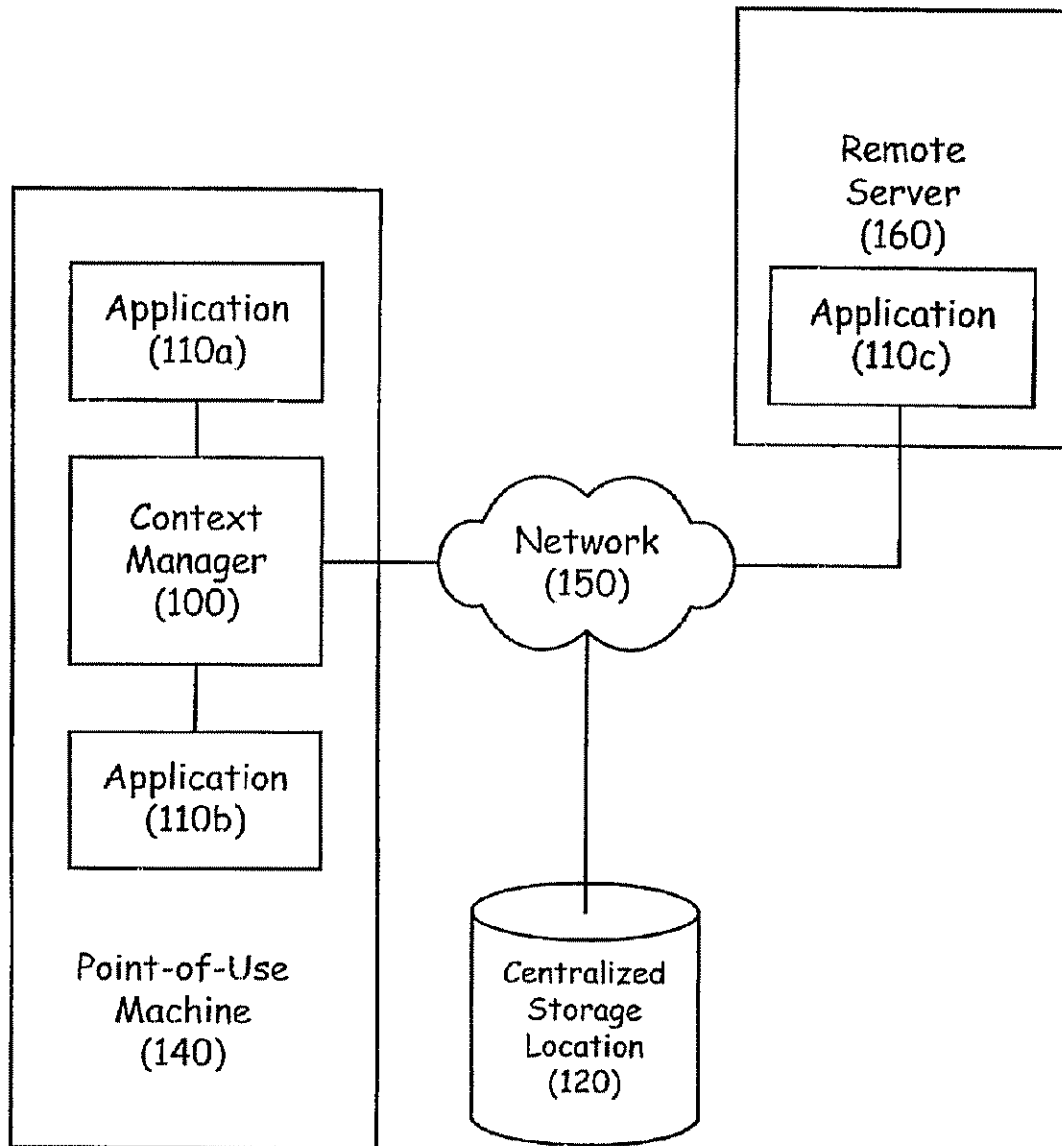 Remote
Server
(160)
Application
(110c)
Application
(110a)
Context
Manager
(100)
Network
(150)
Application
(110b)
Point-of-Use
Machine
(140)
Centralized
Storage
Location
(120)